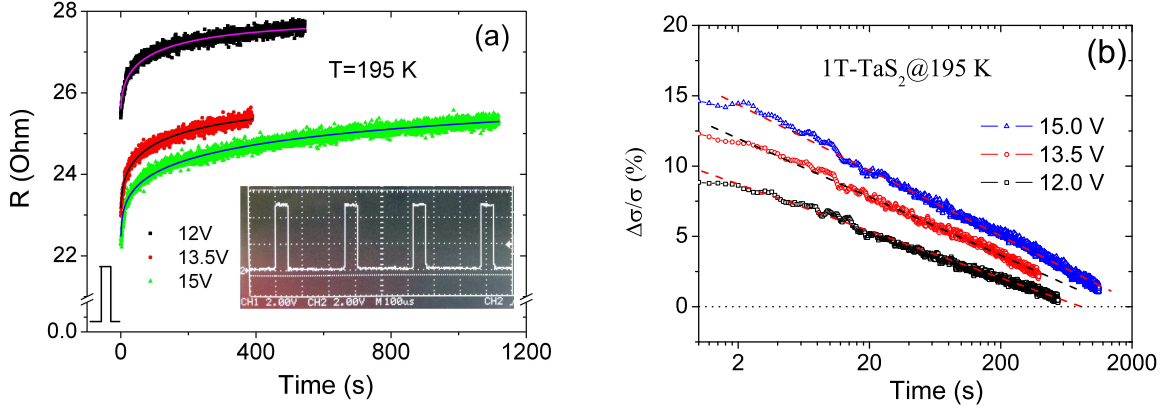 (a)
T=195 K
R (Ohm)
28
26
24
22
0.0
12V
13.5V
15V
2
CH1 2.00V CH2 2.00V M 100us CH2
0 400 800 1200
Time (s)
(b)
1T-TaS2@195 K
Δσ/σ (%)
20
15
10
5
0
15.0 V
13.5 V
12.0 V
2 20 200 2000
Time (s)